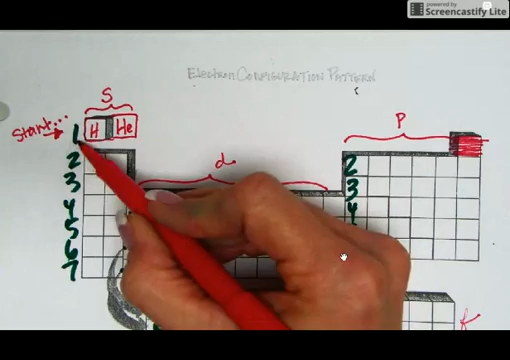 powered by
Screencastify Lite
Electron Configuration Pattern
S
P
start...
1
H
He
2
d
2
3
3
4
4
5
6
7
f